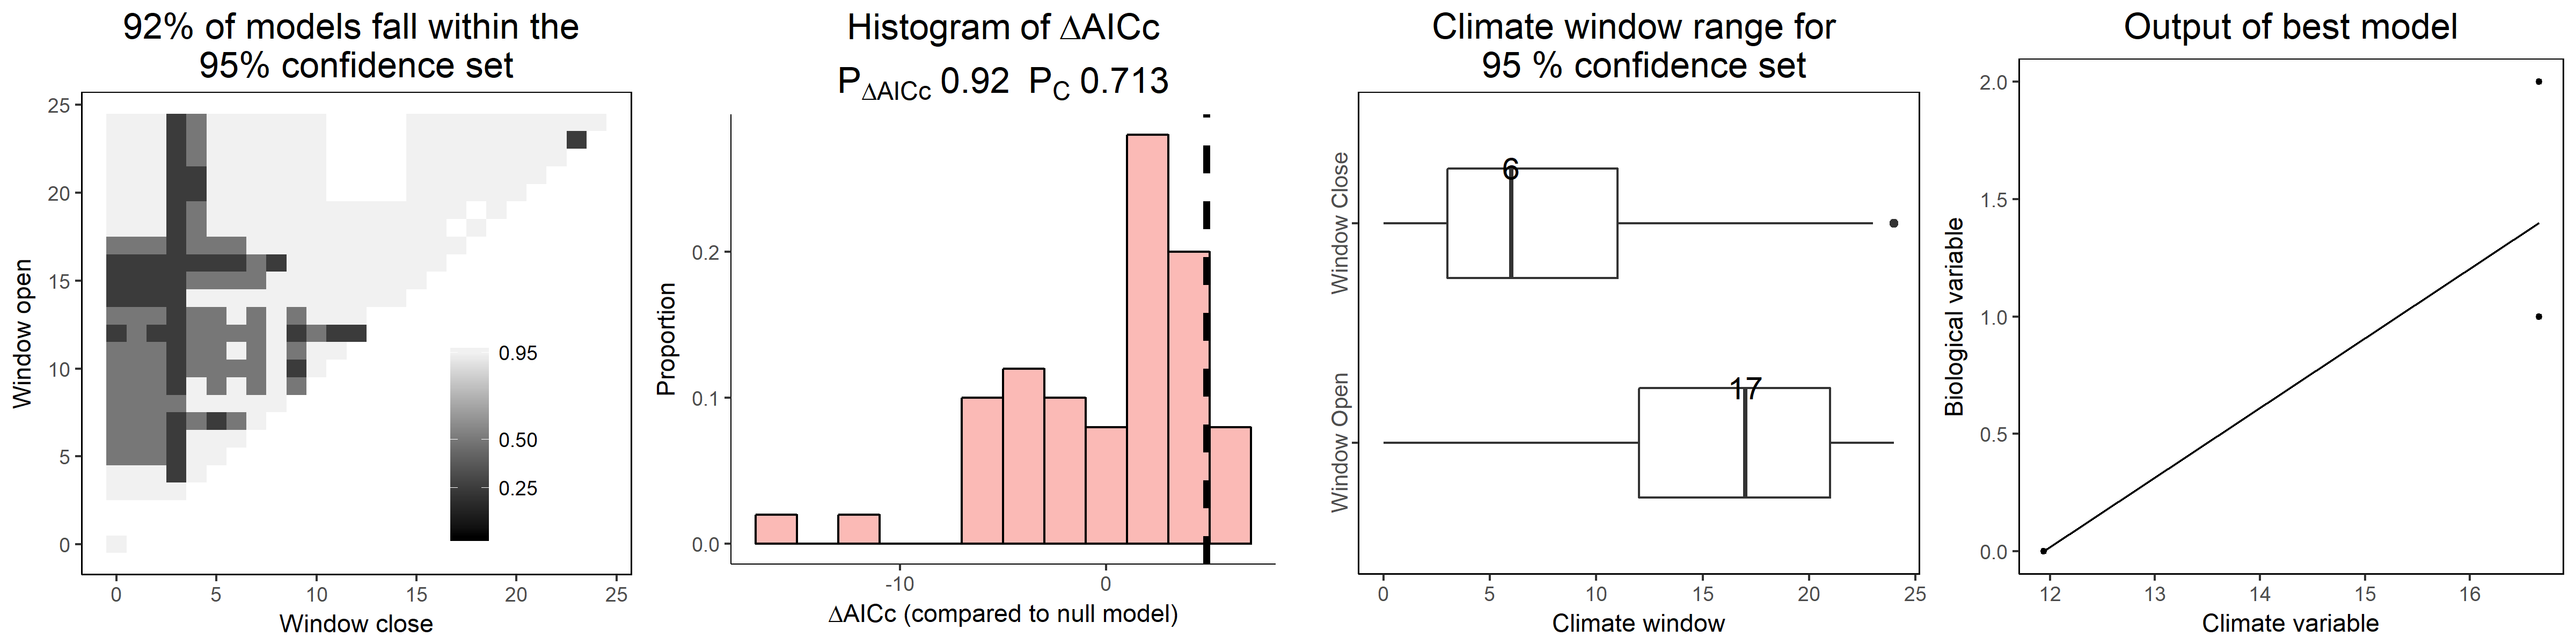 92% of models fall within the
95% confidence set
25
20
15
10
5
0
Window open
0.95
0.50
0.25
0 5 10 15 20 25
Window close
Histogram of ΔAICc
PΔAICc 0.92 PC 0.713
0.2
0.1
0.0
Proportion
-10 0
ΔAICc (compared to null model)
Climate window range for
95 % confidence set
Window Close
6
Window Open
17
0 5 10 15 20 25
Climate window
Output of best model
2.0
1.5
1.0
0.5
0.0
Biological variable
12 13 14 15 16
Climate variable